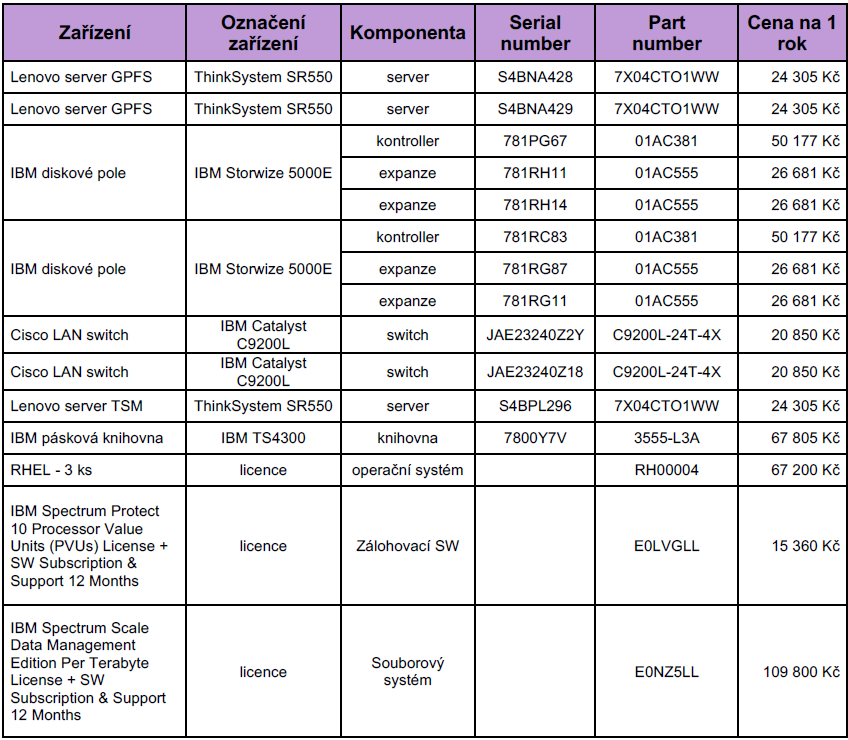 Zařízení Označení zařízení Komponenta Serial number Part number Cena na 1 rok
Lenovo server GPFS ThinkSystem SR550 server S4BNA428 7X04CTO1WW 24 305 Kč
Lenovo server GPFS ThinkSystem SR550 server S4BNA429 7X04CTO1WW 24 305 Kč
IBM diskové pole IBM Storwize 5000E kontroller 781PG67 01AC381 50 177 Kč
expanze 781RH11 01AC555 26 681 Kč
expanze 781RH14 01AC555 26 681 Kč
IBM diskové pole IBM Storwize 5000E kontroller 781RC83 01AC381 50 177 Kč
expanze 781RG87 01AC555 26 681 Kč
expanze 781RG11 01AC555 26 681 Kč
Cisco LAN switch IBM Catalyst C9200L switch JAE23240Z2Y C9200L-24T-4X 20 850 Kč
Cisco LAN switch IBM Catalyst C9200L switch JAE23240Z18 C9200L-24T-4X 20 850 Kč
Lenovo server TSM ThinkSystem SR550 server S4BPL296 7X04CTO1WW 24 305 Kč
IBM pásková knihovna IBM TS4300 knihovna 7800Y7V 3555-L3A 67 805 Kč
RHEL - 3 ks licence operační systém RH00004 67 200 Kč
IBM Spectrum Protect
10 Processor Value
Units (PVUs) License +
SW Subscription &
Support 12 Months
licence Zálohovací SW E0LVGLL 15 360 Kč
IBM Spectrum Scale
Data Management
Edition Per Terabyte
License + SW
Subscription & Support
12 Months
licence Souborový systém E0NZ5LL 109 800 Kč